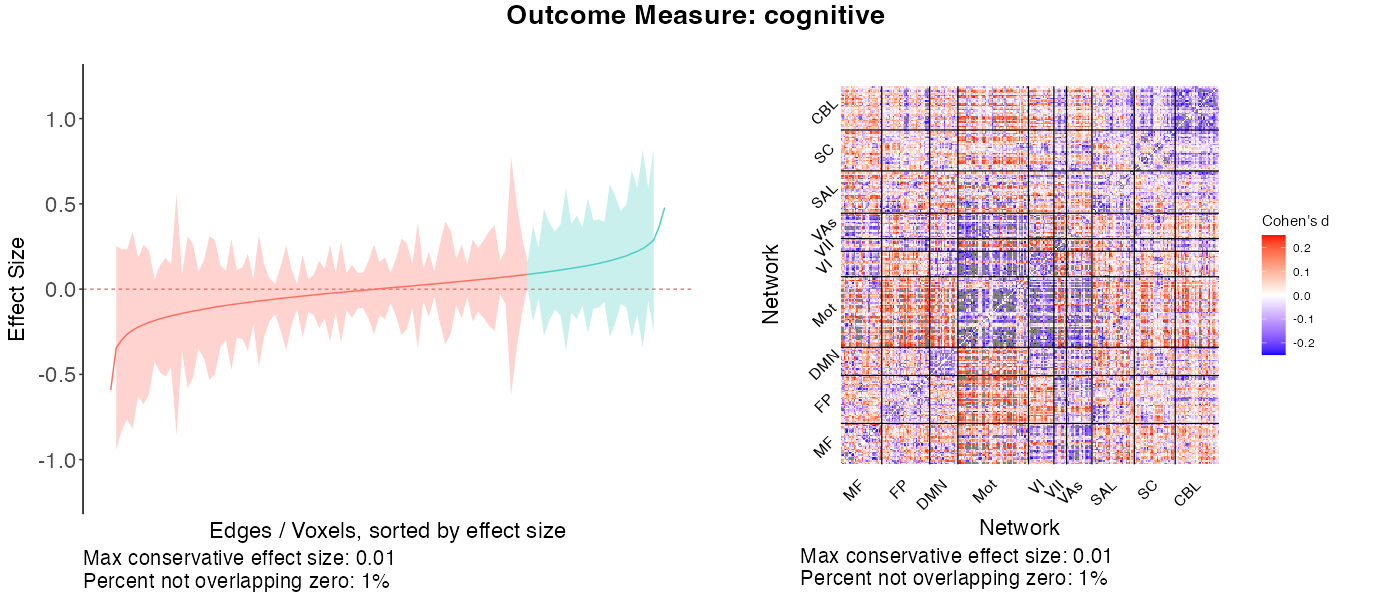 Outcome Measure: cognitive
Effect Size
1.0
0.5
0.0
-0.5
-1.0
Edges / Voxels, sorted by effect size
Max conservative effect size: 0.01
Percent not overlapping zero: 1%
Network
CBL
SC
SAL
VAs
VII
VI
Mot
DMN
FP
MF
MF
FP
DMN
Mot
VI
VII
VAs
SAL
SC
CBL
Network
Max conservative effect size: 0.01
Percent not overlapping zero: 1%
Cohen's d
0.2
0.1
0.0
-0.1
-0.2